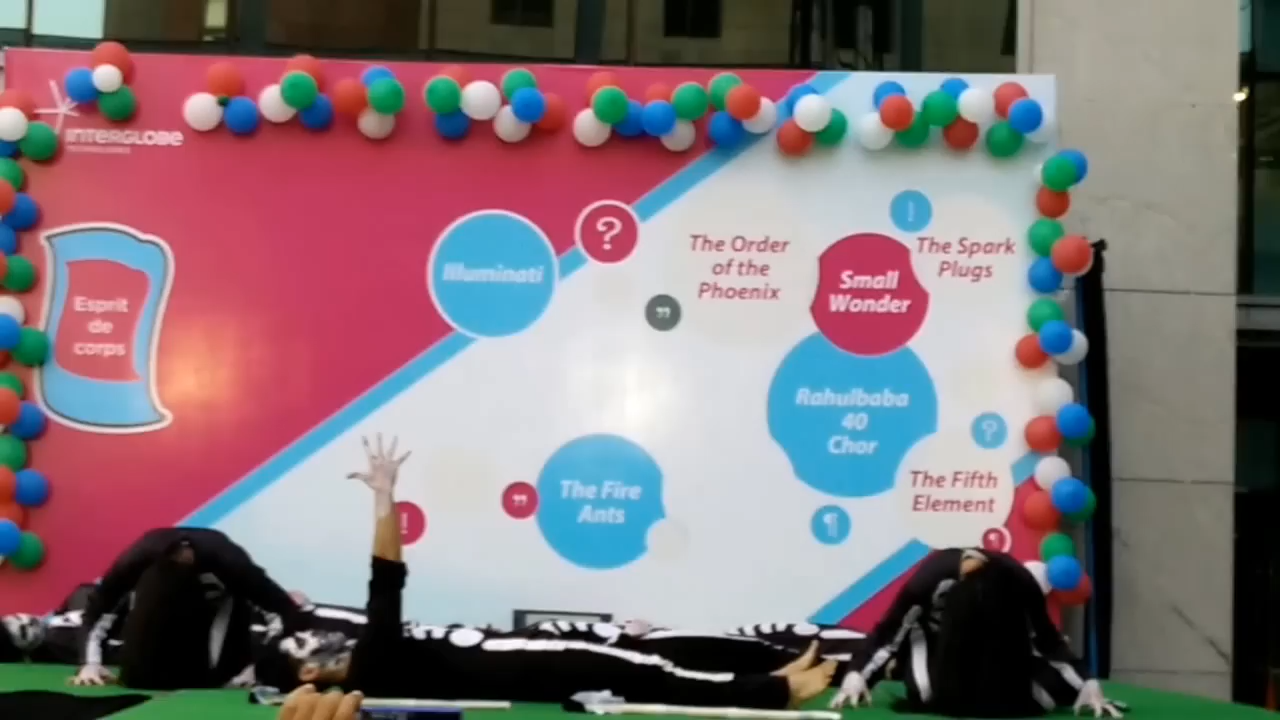 INTERGLOBE
TECHNOLOGIES
Esprit
de
corps
Illuminati
?
The Order
of the
Phoenix
"
!
The Spark
Plugs
Small
Wonder
Rahulbaba
40
Chor
?
The Fifth
Element
¶
¶
The Fire
Ants
"
!